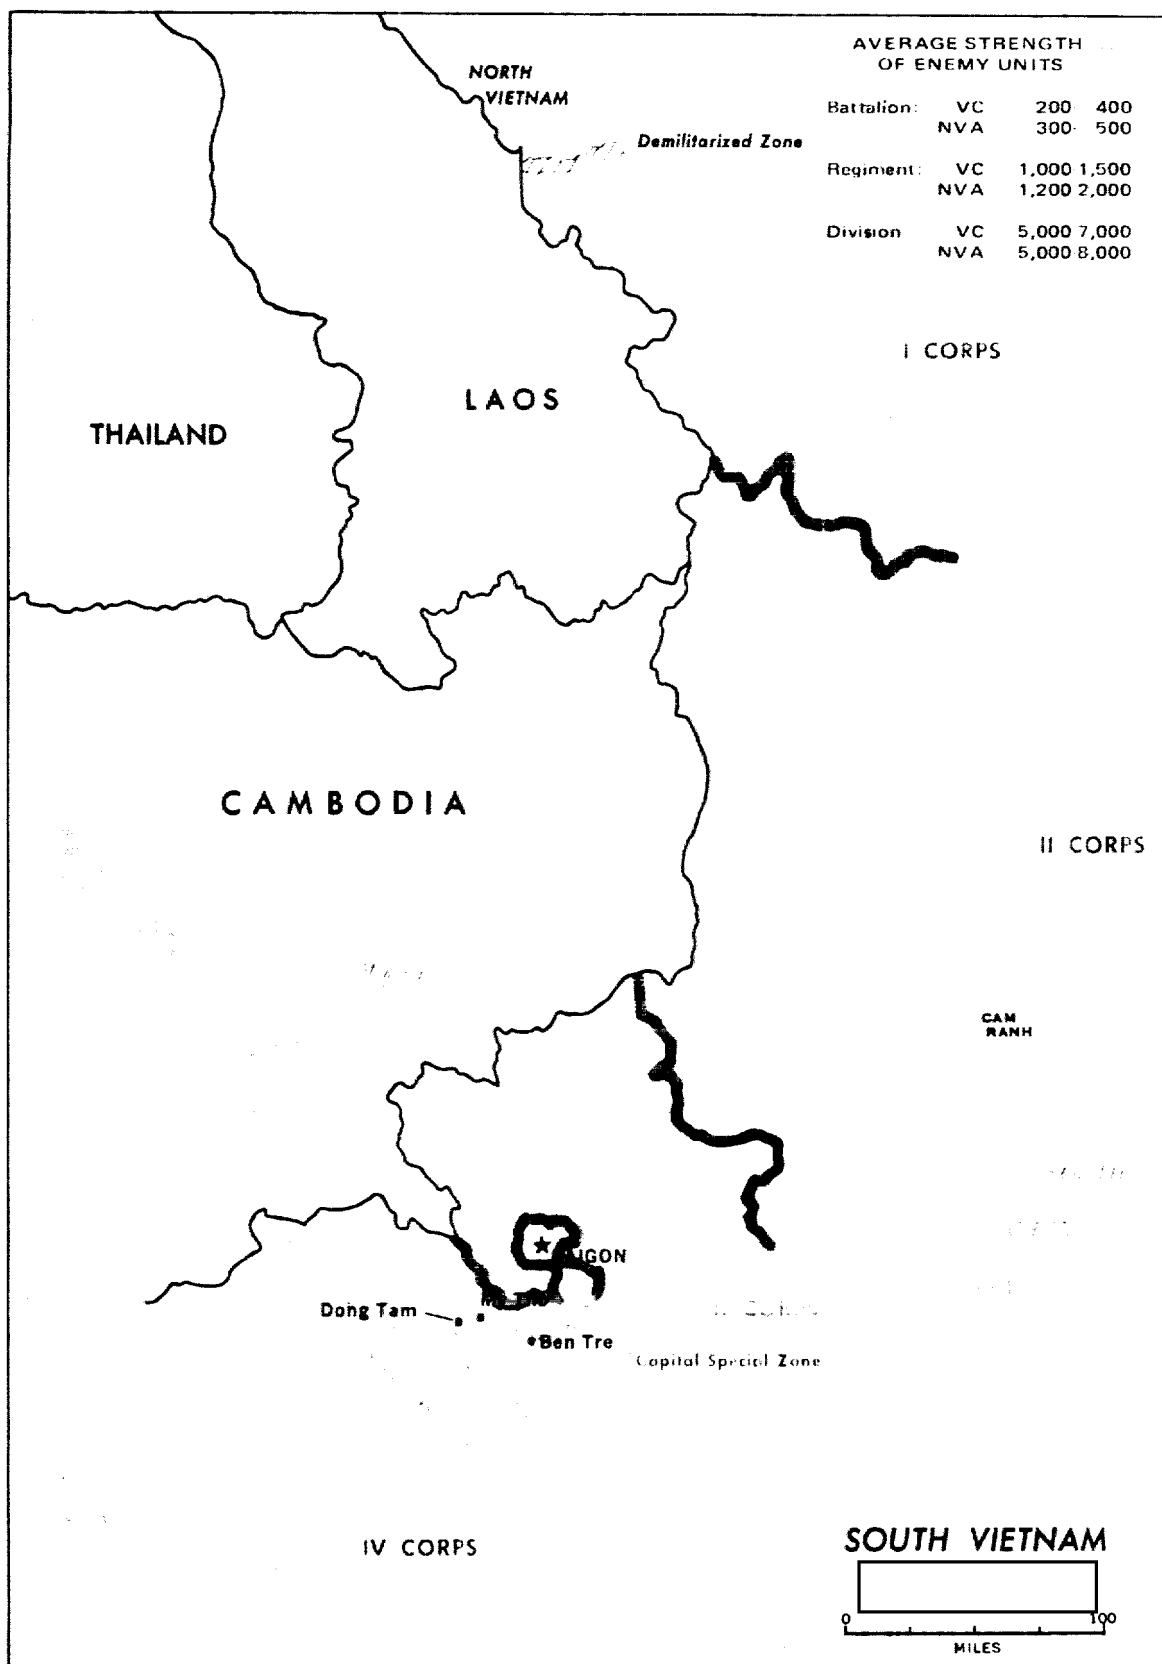 AVERAGE STRENGTH
OF ENEMY UNITS
Battalion: VC 200 400
NVA 300- 500
Regiment: VC 1,000 1,500
NVA 1,200 2,000
Division VC 5,000 7,000
NVA 5,000 8,000
NORTH
VIETNAM
Demilitarized Zone
I CORPS
LAOS
THAILAND
CAMBODIA
II CORPS
CAM
RANH
IGON
Dong Tam
Ben Tre
Capital Special Zone
IV CORPS
SOUTH VIETNAM
0 100
MILES